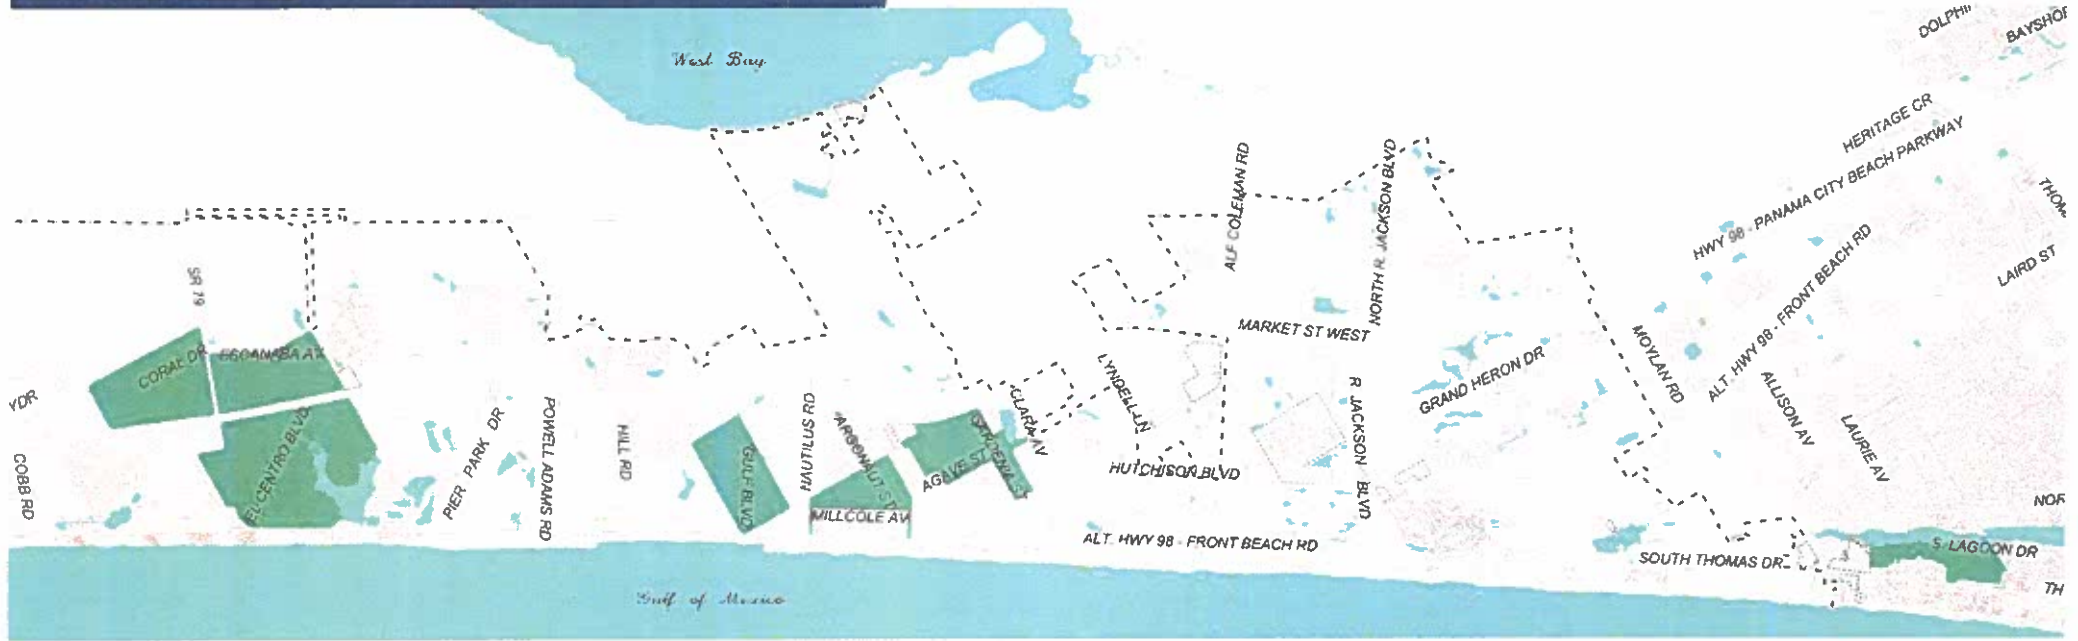 West Bay
DOLPHI
BAYSHOR
HERITAGE CR
HWY 98 - PANAMA CITY BEACH PARKWAY
THOM
ALF COLEMAN RD
NORTH R. JACKSON BLVD
ALT. HWY 98 - FRONT BEACH RD
LAIRD ST
SR 79
MARKET ST WEST
CORAL DR
ESCANABA AV
MOYLAN RD
GRAND HERON DR
LYNDELL LN
ALLISON AV
YDR
CLARA AV
R JACKSON BLVD
LAURIE AV
COBB RD
EL CENTRO BLVD
PIER PARK DR
POWELL ADAMS RD
HILL RD
GULF BLVD
NAUTILUS RD
ARGONAUT ST
AGAVE ST
GARDENIA ST
HUTCHISON BLVD
NOR
MILLCOLE AV
ALT. HWY 98 - FRONT BEACH RD
SOUTH THOMAS DR
S. LAGOON DR
TH
Gulf of Mexico